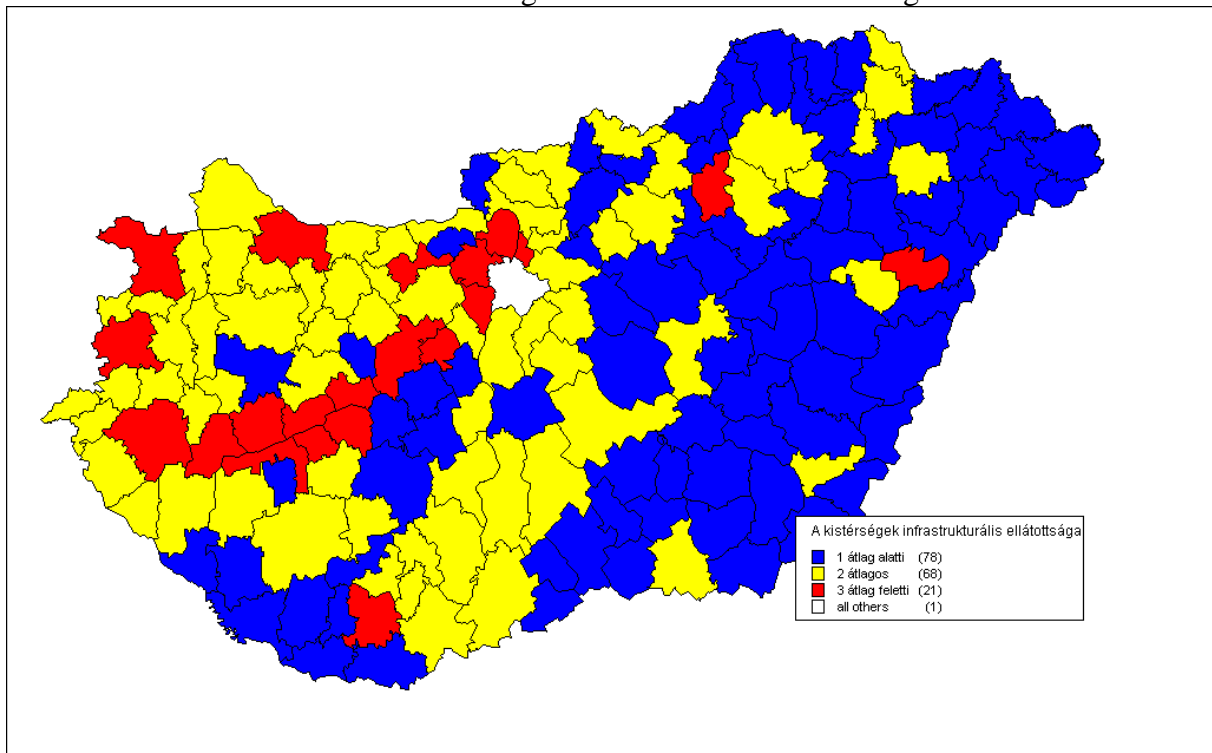 A kistérségek infrastrukturális ellátottsága
1 átlag alatti (78)
2 átlagos (68)
3 átlag feletti (21)
all others (1)